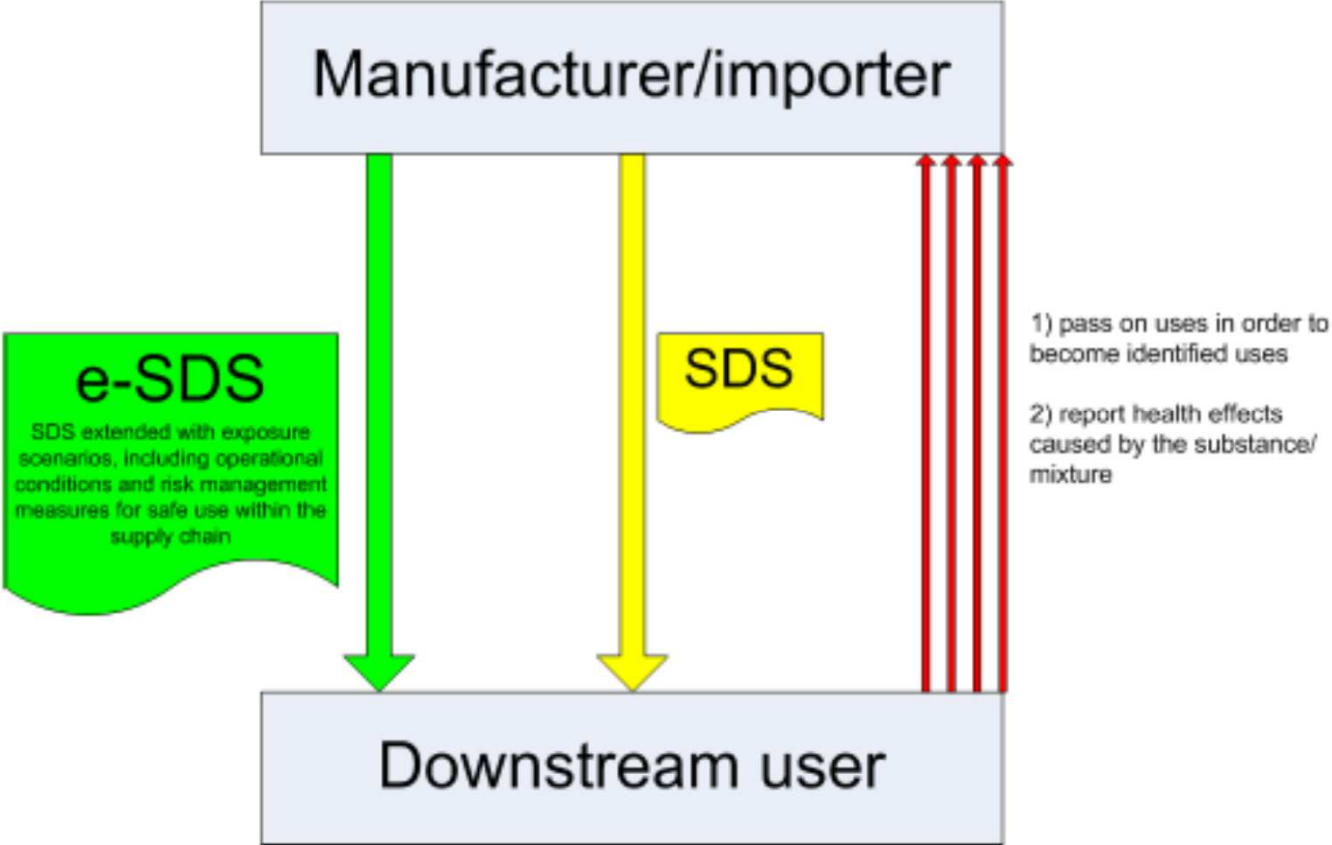 Manufacturer/importer
e-SDS
SDS extended with exposure
scenarios, including operational
conditions and risk management
measures for safe use within the
supply chain
SDS
1) pass on uses in order to
become identified uses
2) report health effects
caused by the substance/
mixture
Downstream user